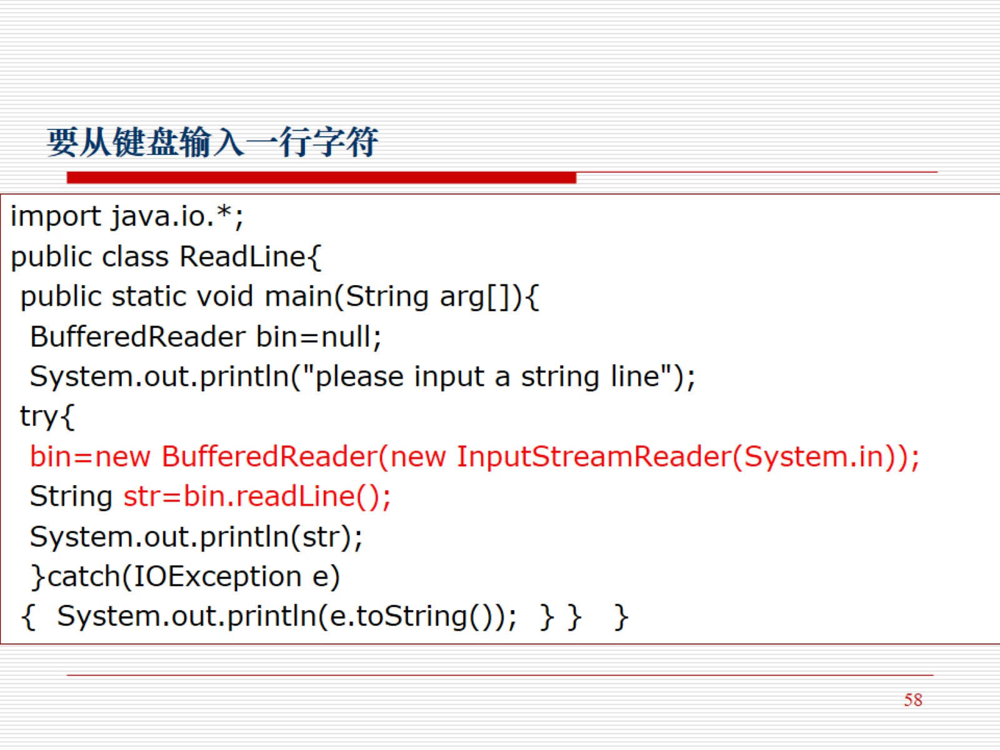 要从键盘输入一行字符
import java.io.*;
public class ReadLine{
public static void main(String arg[]){
BufferedReader bin=null;
System.out.println("please input a string line");
try{
bin=new BufferedReader(new InputStreamReader(System.in));
String str=bin.readLine();
System.out.println(str);
}catch(IOException e)
{ System.out.println(e.toString()); } } }
58